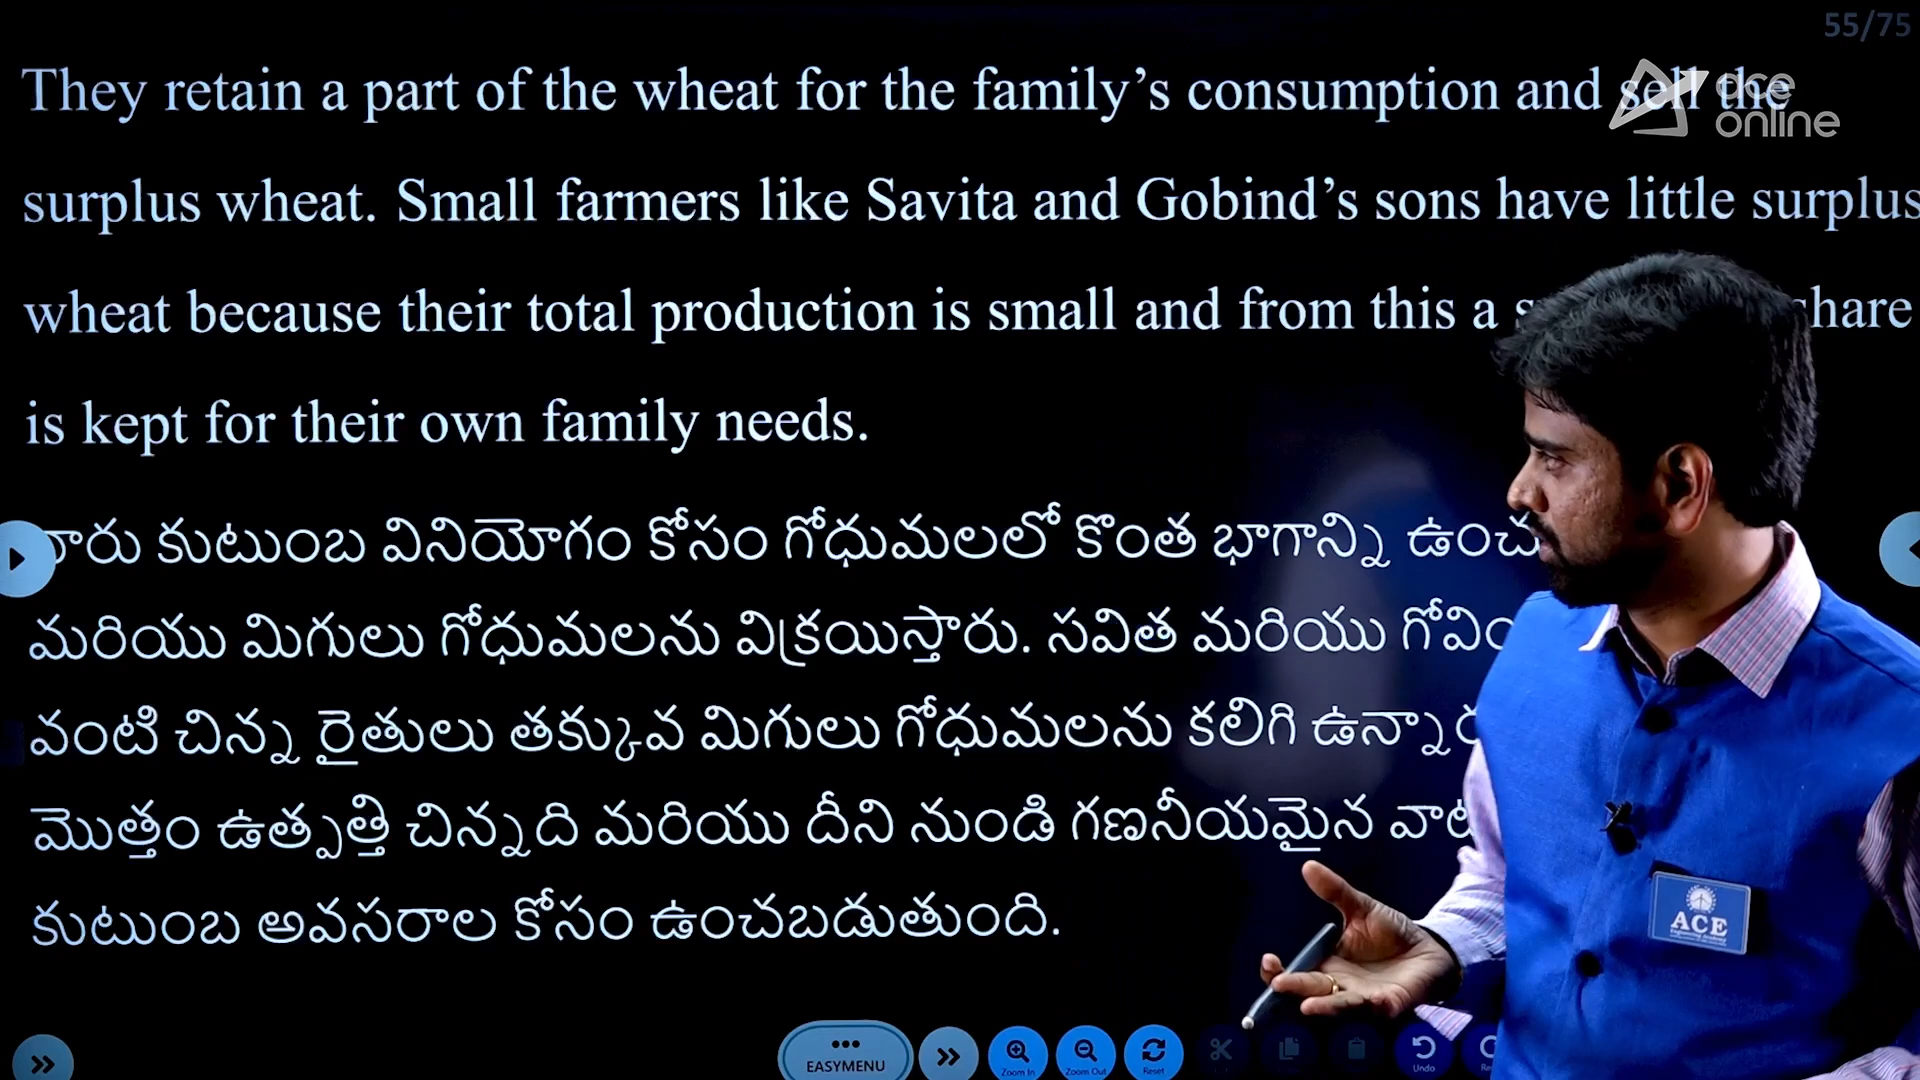 55/75
They retain a part of the wheat for the family's consumption and sell the
ace
online
surplus wheat. Small farmers like Savita and Gobind's sons have little surplus
wheat because their total production is small and from this a share
is kept for their own family needs.
కుటుంబ వినియోగం కోసం గోధుమలలో కొంత భాగాన్ని
మరియు మిగులు గోధుమలను విక్రయిస్తారు. సవిత మరియు
వంటి చిన్న రైతులు తక్కువ మిగులు గోధుమలను కలిగి
మొత్తం ఉత్పత్తి చిన్నది మరియు దీని నుండి గణనీయమైన
కుటుంబ అవసరాల కోసం ఉంచబడుతుంది.
ACE
EASYMENU
Zoom In
Zoom Out
Reset
Undo